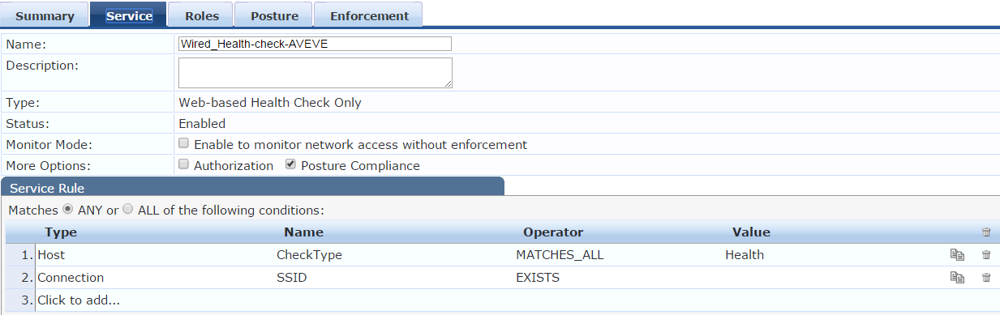 Summary Service Roles Posture Enforcement
Name: Wired_Health-check-AVEVE
Description:
Type: Web-based Health Check Only
Status: Enabled
Monitor Mode: Enable to monitor network access without enforcement
More Options: Authorization Posture Compliance
Service Rule
Matches ANY or ALL of the following conditions:
Type Name Operator Value
1. Host CheckType MATCHES_ALL Health
2. Connection SSID EXISTS
3. Click to add...